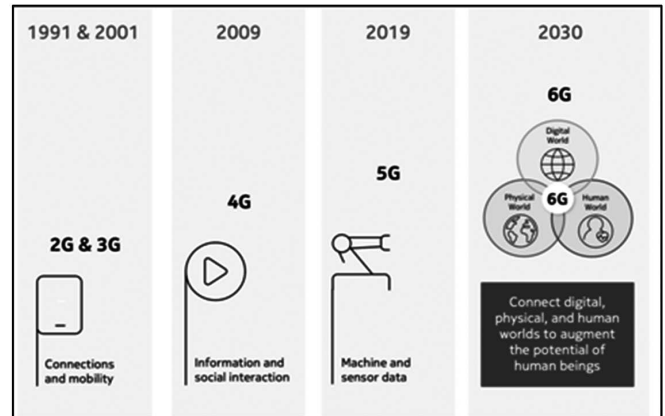 1991 & 2001
2009
2019
2030
2G & 3G
Connections
and mobility
4G
Information and
social interaction
5G
Machine and
sensor data
6G
Digital
World
Physical
World
6G
Human
World
Connect digital,
physical, and human
worlds to augment
the potential of
human beings